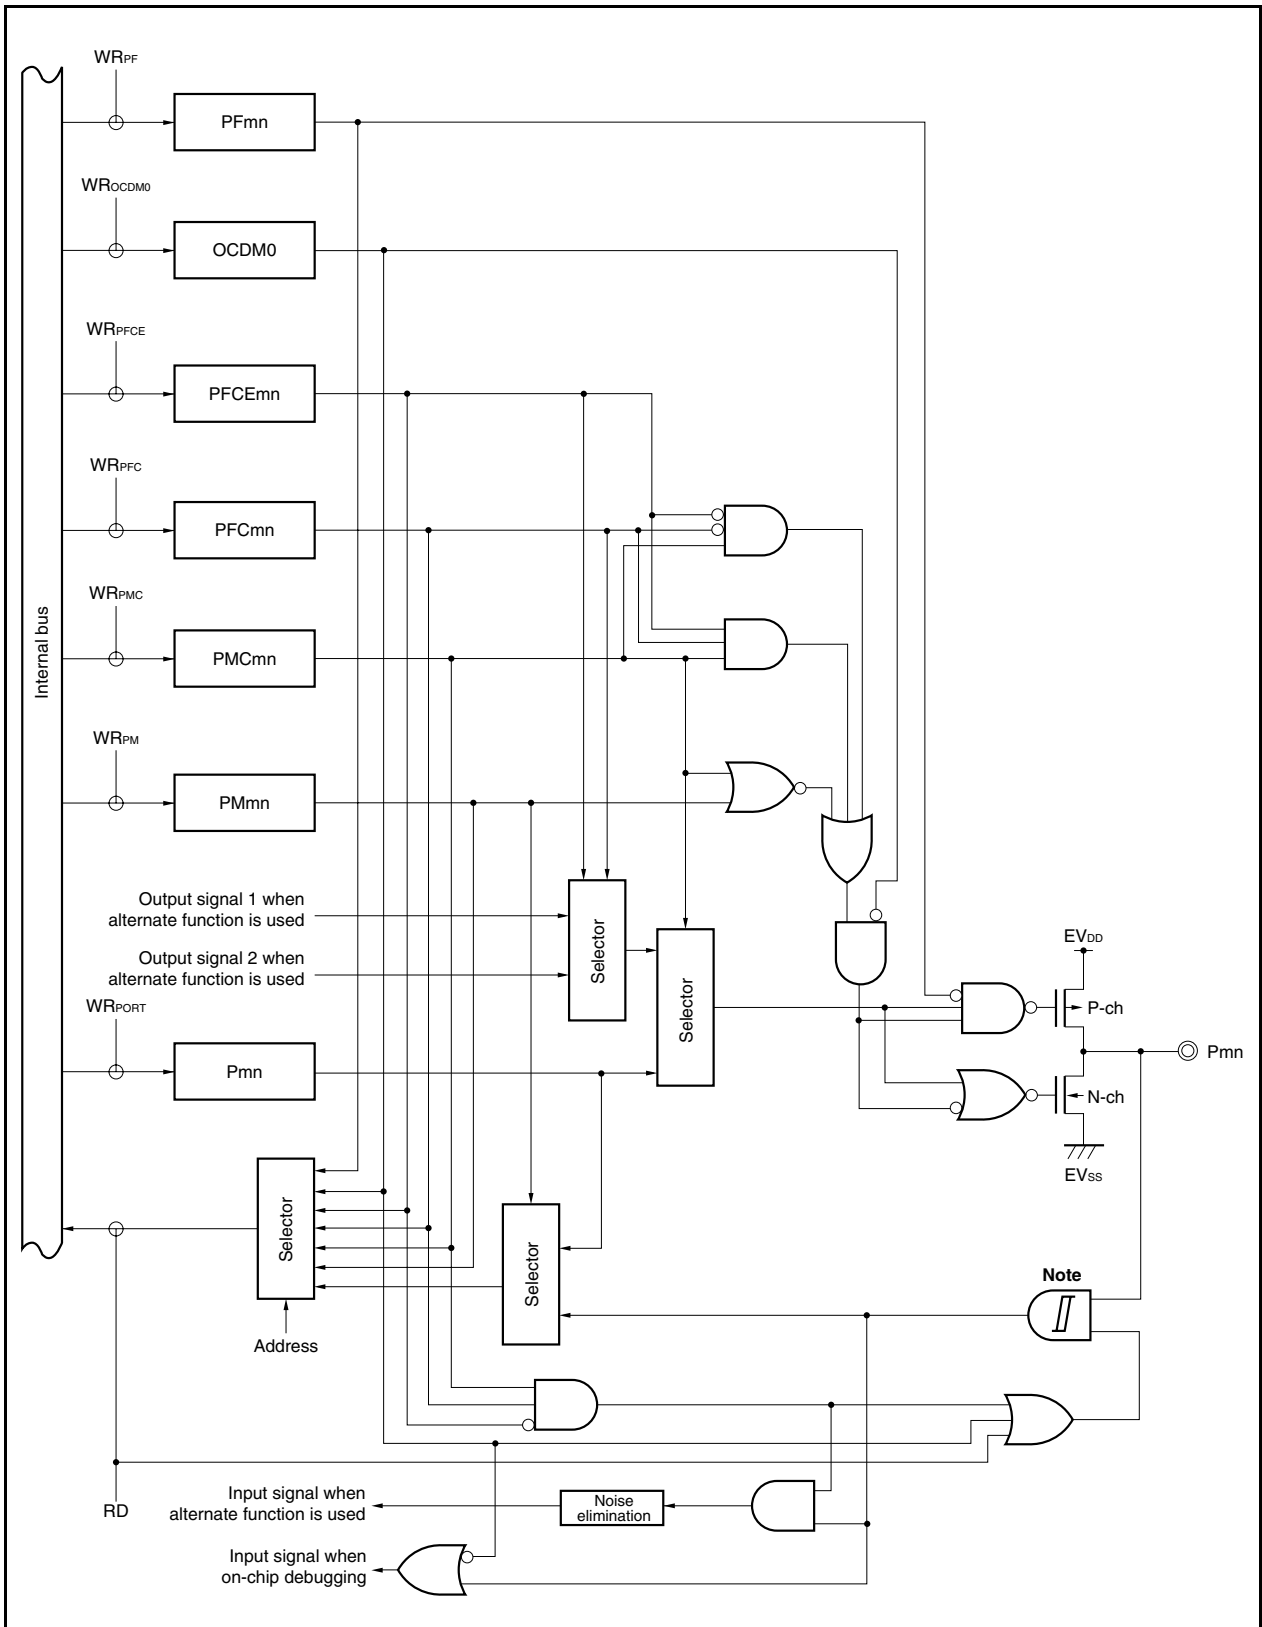 WRPF
PFmn
WROCDM0
OCDM0
WRPFCE
PFCEmn
WRPFC
PFCmn
WRPMC
PMCmn
Internal bus
WRPM
PMmn
Output signal 1 when
alternate function is used
Output signal 2 when
alternate function is used
Selector
Selector
WRPORT
Pmn
EVDD
P-ch
Pmn
N-ch
EVSS
Selector
Address
Selector
Note
RD
Input signal when
alternate function is used
Noise
elimination
Input signal when
on-chip debugging